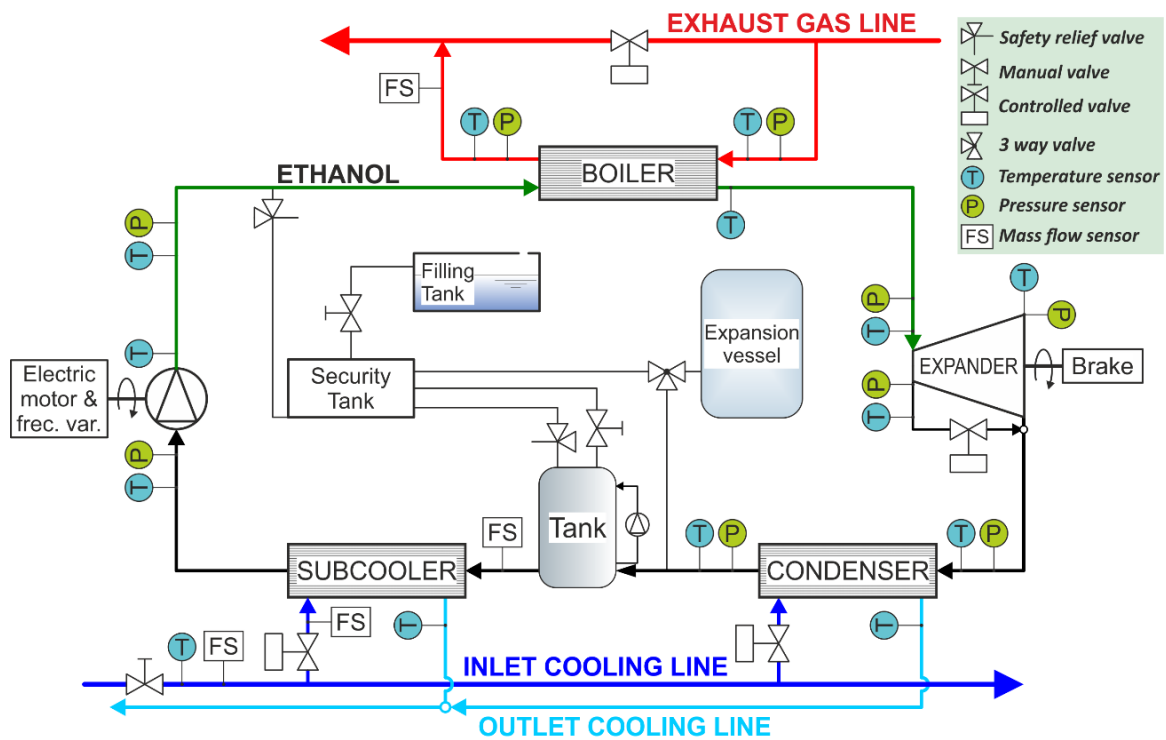 EXHAUST GAS LINE
Safety relief valve
Manual valve
Controlled valve
3 way valve
T Temperature sensor
P Pressure sensor
FS Mass flow sensor
FS
T P
T P
BOILER
ETHANOL
T
P
T
Filling
Tank
Expansion
vessel
T
P
P
T
EXPANDER
Brake
P
T
T
Electric
motor &
frec. var.
Security
Tank
P
T
FS
Tank
T P
T P
SUBCOOLER
CONDENSER
FS
T
T
T
FS
INLET COOLING LINE
OUTLET COOLING LINE